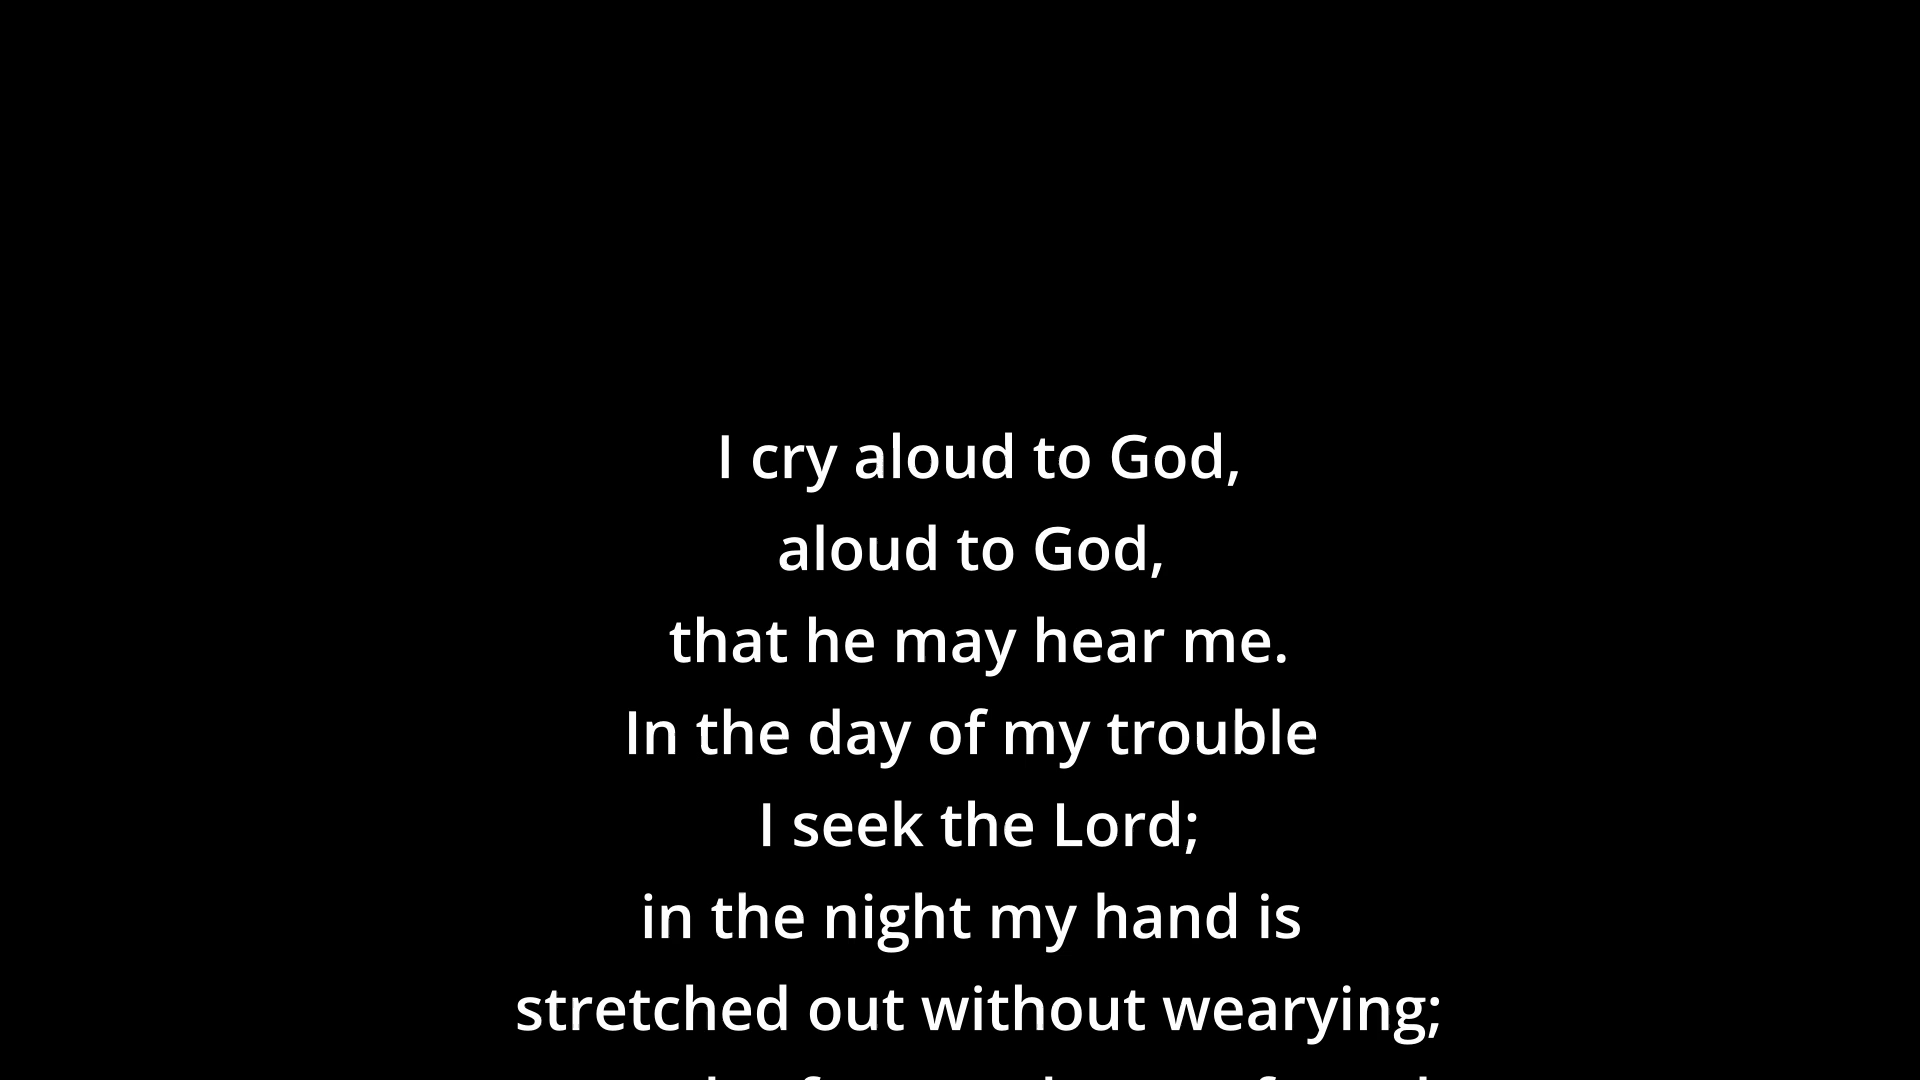 I cry aloud to God,
aloud to God,
that he may hear me.
In the day of my trouble
I seek the Lord;
in the night my hand is
stretched out without wearying;